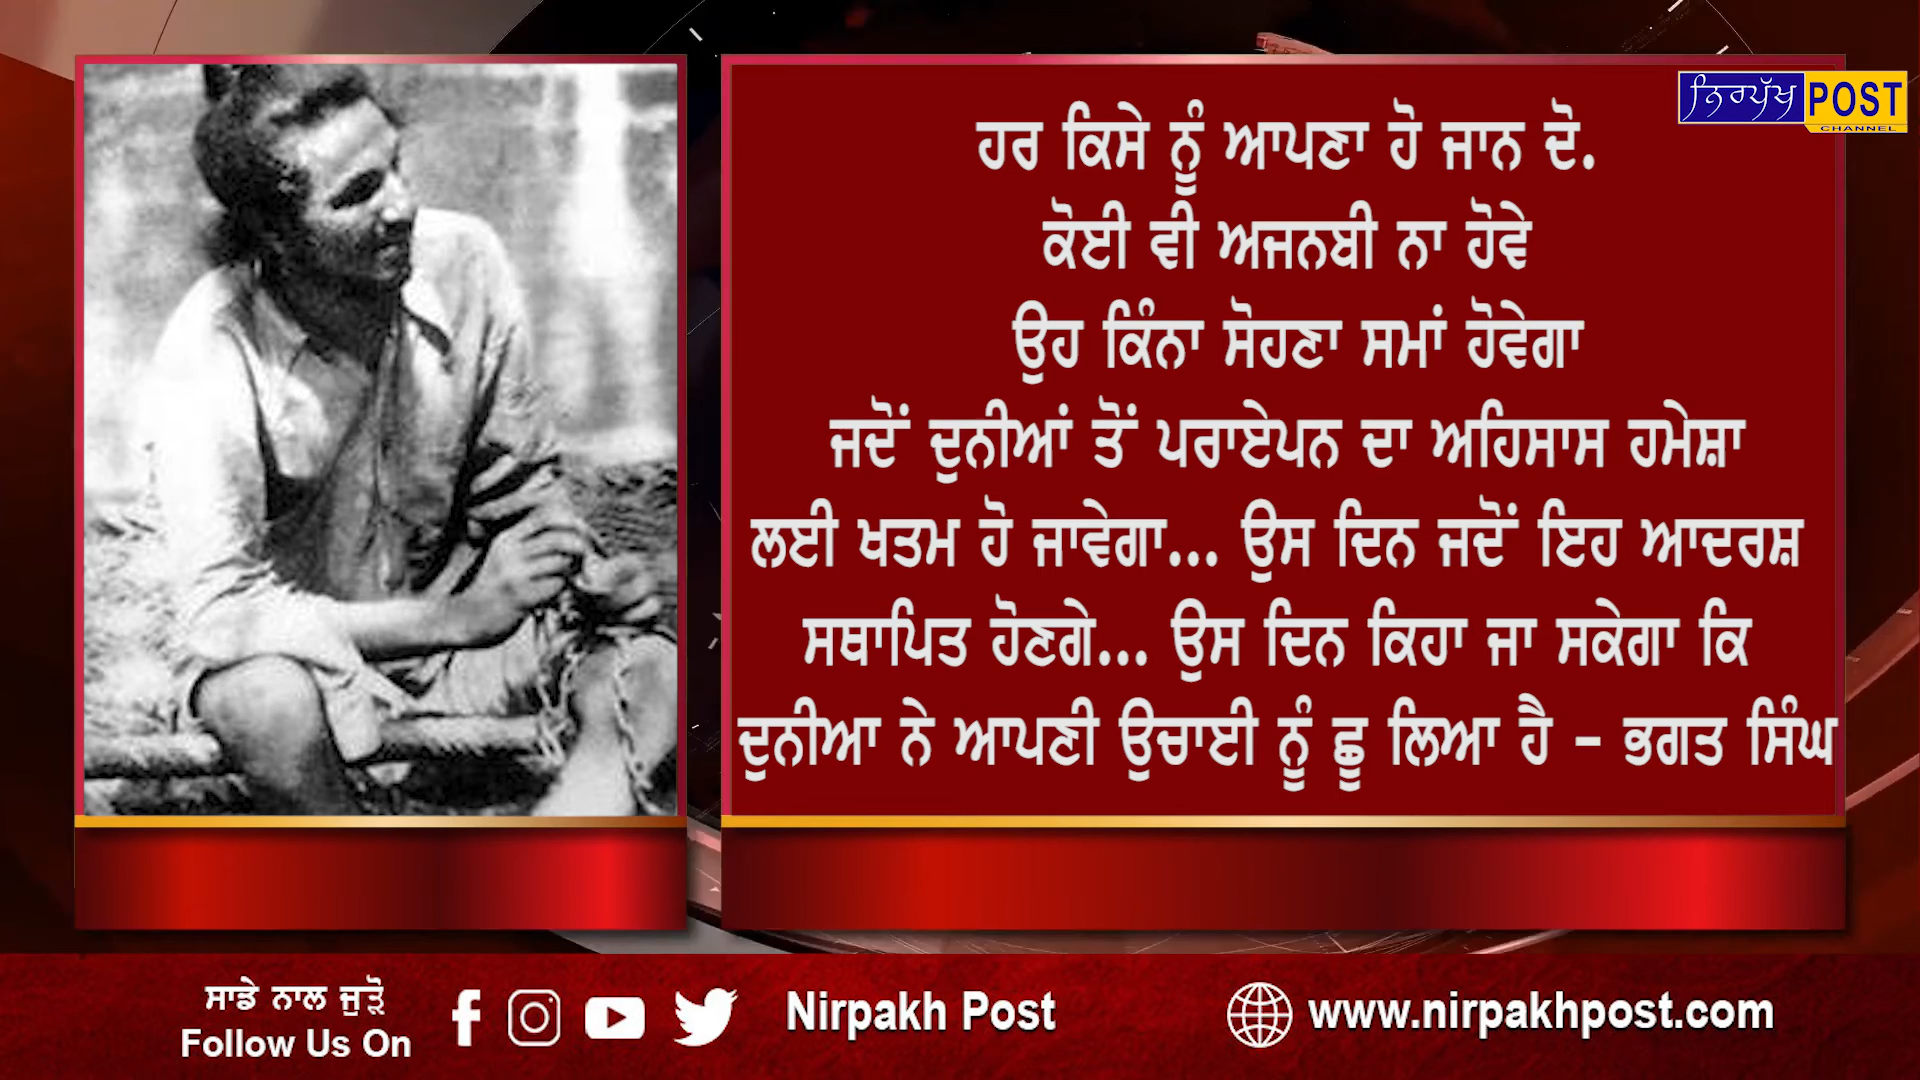 ਨਿਰਪੱਖ POST
CHANNEL
ਹਰ ਕਿਸੇ ਨੂੰ ਆਪਣਾ ਹੋ ਜਾਨ ਦੋ.
ਕੋਈ ਵੀ ਅਜਨਬੀ ਨਾ ਹੋਵੇ
ਉਹ ਕਿੰਨਾ ਸੋਹਣਾ ਸਮਾਂ ਹੋਵੇਗਾ
ਜਦੋਂ ਦੁਨੀਆਂ ਤੋਂ ਪਰਾਏਪਨ ਦਾ ਅਹਿਸਾਸ ਹਮੇਸ਼ਾ
ਲਈ ਖਤਮ ਹੋ ਜਾਵੇਗਾ... ਉਸ ਦਿਨ ਜਦੋਂ ਇਹ ਆਦਰਸ਼
ਸਥਾਪਿਤ ਹੋਣਗੇ... ਉਸ ਦਿਨ ਕਿਹਾ ਜਾ ਸਕੇਗਾ ਕਿ
ਦੁਨੀਆ ਨੇ ਆਪਣੀ ਉਚਾਈ ਨੂੰ ਛੂ ਲਿਆ ਹੈ - ਭਗਤ ਸਿੰਘ
ਸਾਡੇ ਨਾਲ ਜੁੜੋ
Follow Us On
Nirpakh Post
www.nirpakhpost.com